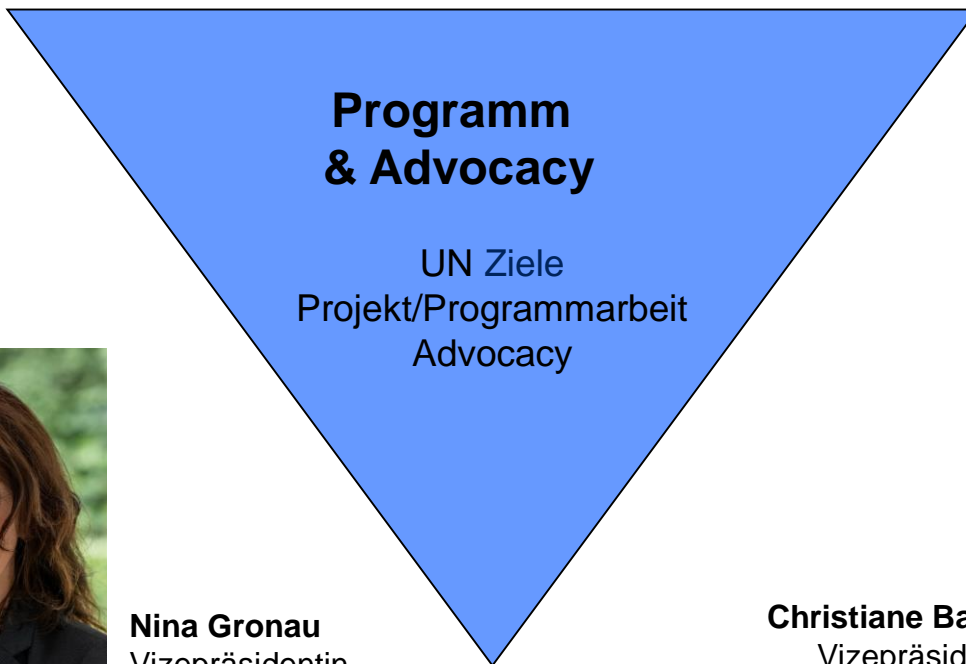 Programm
& Advocacy
UN Ziele
Projekt/Programmarbeit
Advocacy
Nina Gronau
Vizepräsidentin
Christiane